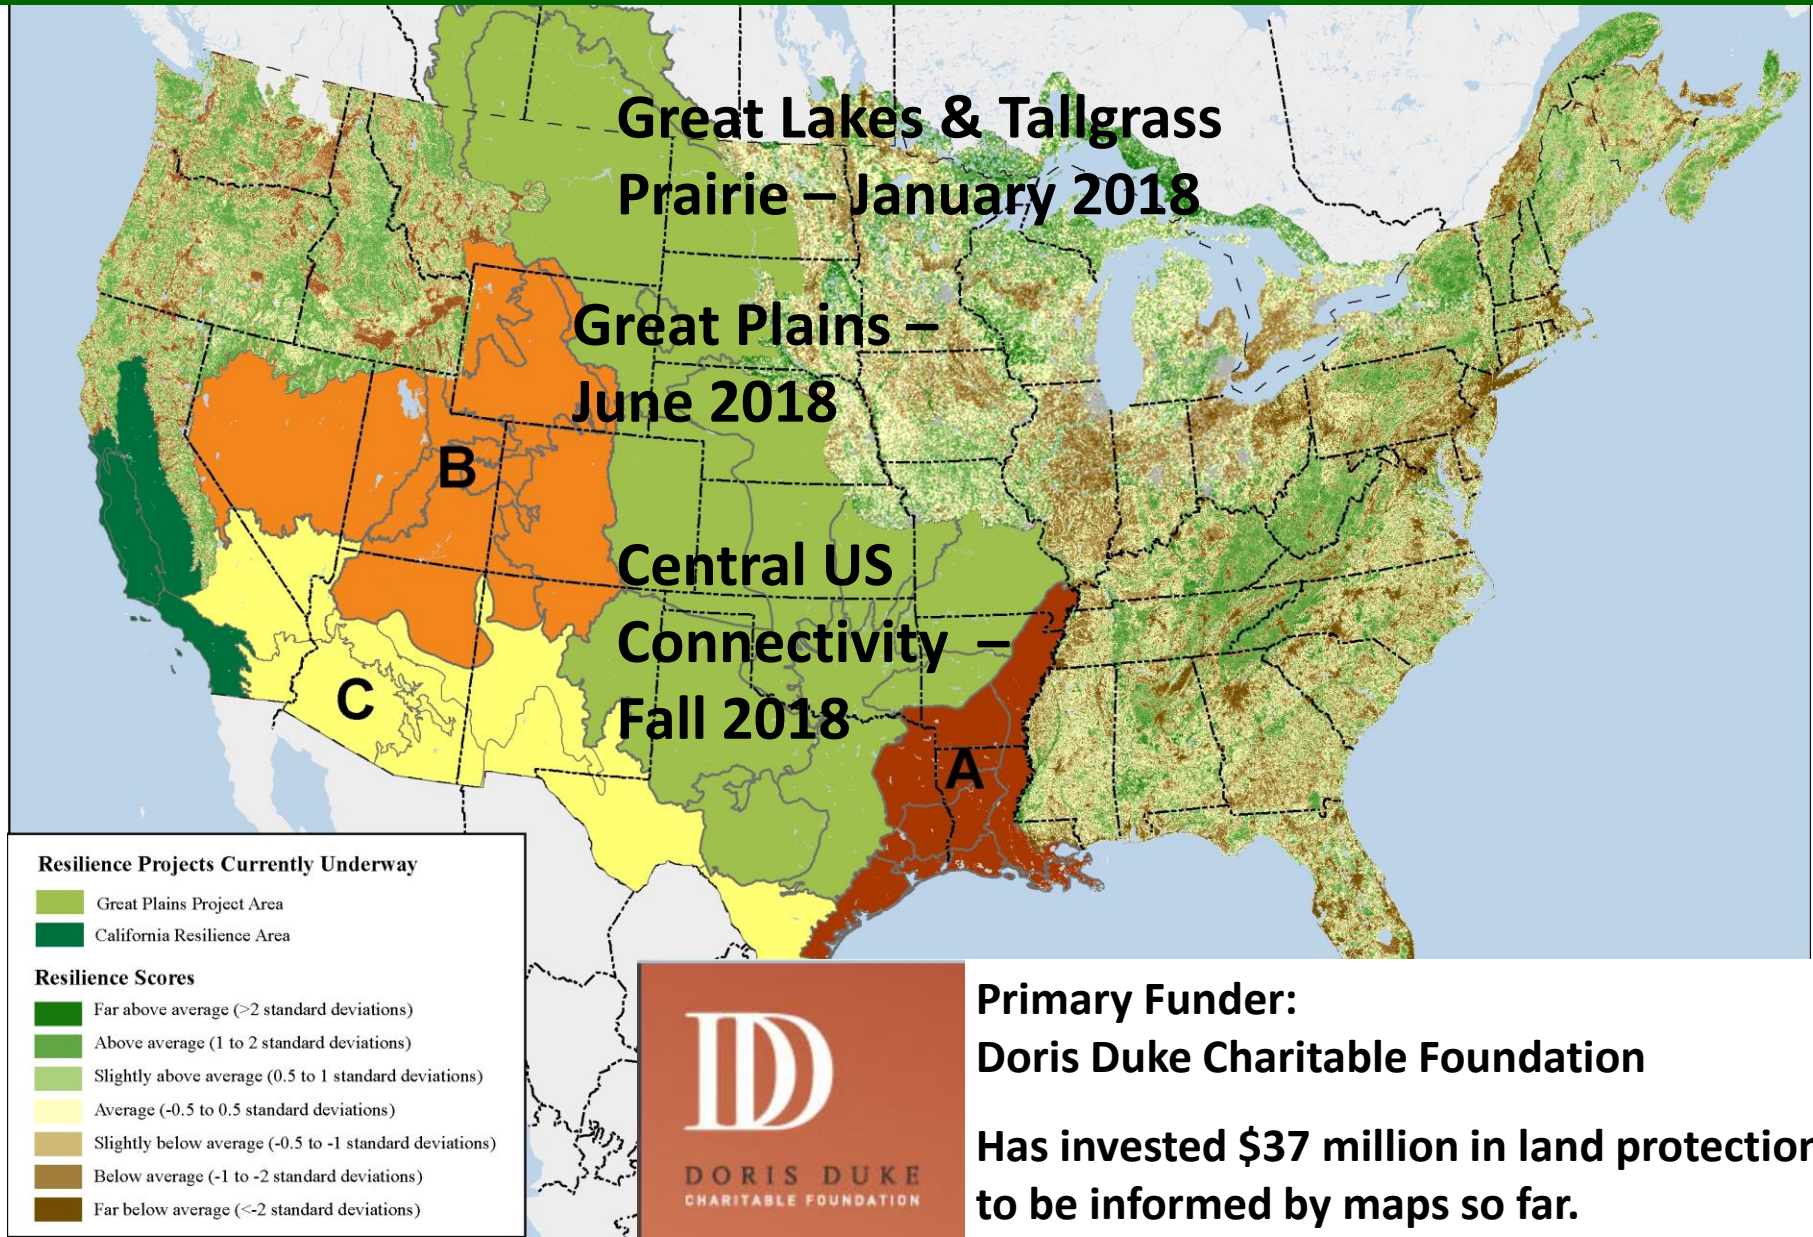 Great Lakes & Tallgrass
Prairie – January 2018
Great Plains –
June 2018
B
Central US
Connectivity –
Fall 2018
C
A
Resilience Projects Currently Underway
Great Plains Project Area
California Resilience Area
Resilience Scores
Far above average (>2 standard deviations)
Above average (1 to 2 standard deviations)
Slightly above average (0.5 to 1 standard deviations)
Average (-0.5 to 0.5 standard deviations)
Slightly below average (-0.5 to -1 standard deviations)
Below average (-1 to -2 standard deviations)
Far below average (<-2 standard deviations)
DD
DORIS DUKE
CHARITABLE FOUNDATION
Primary Funder:
Doris Duke Charitable Foundation
Has invested $37 million in land protection
to be informed by maps so far.